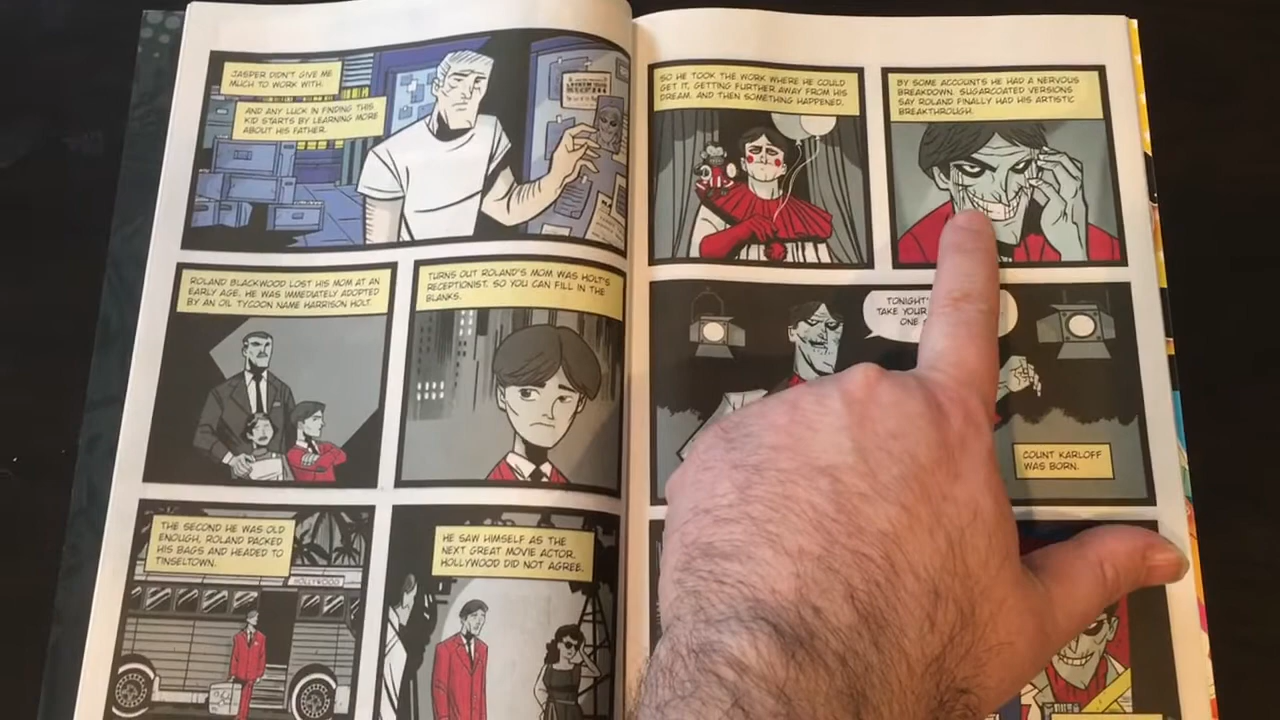 JASPER DIDN'T GIVE ME
MUCH TO WORK WITH.
AND ANY LUCK IN FINDING THIS
KID STARTS BY LEARNING MORE
ABOUT HIS FATHER.
ROLAND BLACKWOOD LOST HIS MOM AT AN
EARLY AGE. HE WAS IMMEDIATELY ADOPTED
BY AN OIL TYCOON NAME HARRISON HOLT.
TURNS OUT ROLAND'S MOM WAS HOLT'S
RECEPTIONIST. SO YOU CAN FILL IN THE
BLANKS.
THE SECOND HE WAS OLD
ENOUGH, ROLAND PACKED
HIS BAGS AND HEADED TO
TINSELTOWN.
HOLLYWOOD
HE SAW HIMSELF AS THE
NEXT GREAT MOVIE ACTOR.
HOLLYWOOD DID NOT AGREE.
SO HE TOOK THE WORK WHERE HE COULD
GET IT, GETTING FURTHER AWAY FROM HIS
DREAM. AND THEN SOMETHING HAPPENED.
BY SOME ACCOUNTS HE HAD A NERVOUS
BREAKDOWN. SUGARCOATED VERSIONS
SAY ROLAND FINALLY HAD HIS ARTISTIC
BREAKTHROUGH.
TONIGHT
TAKE YOUR
ONE
COUNT KARLOFF
WAS BORN.